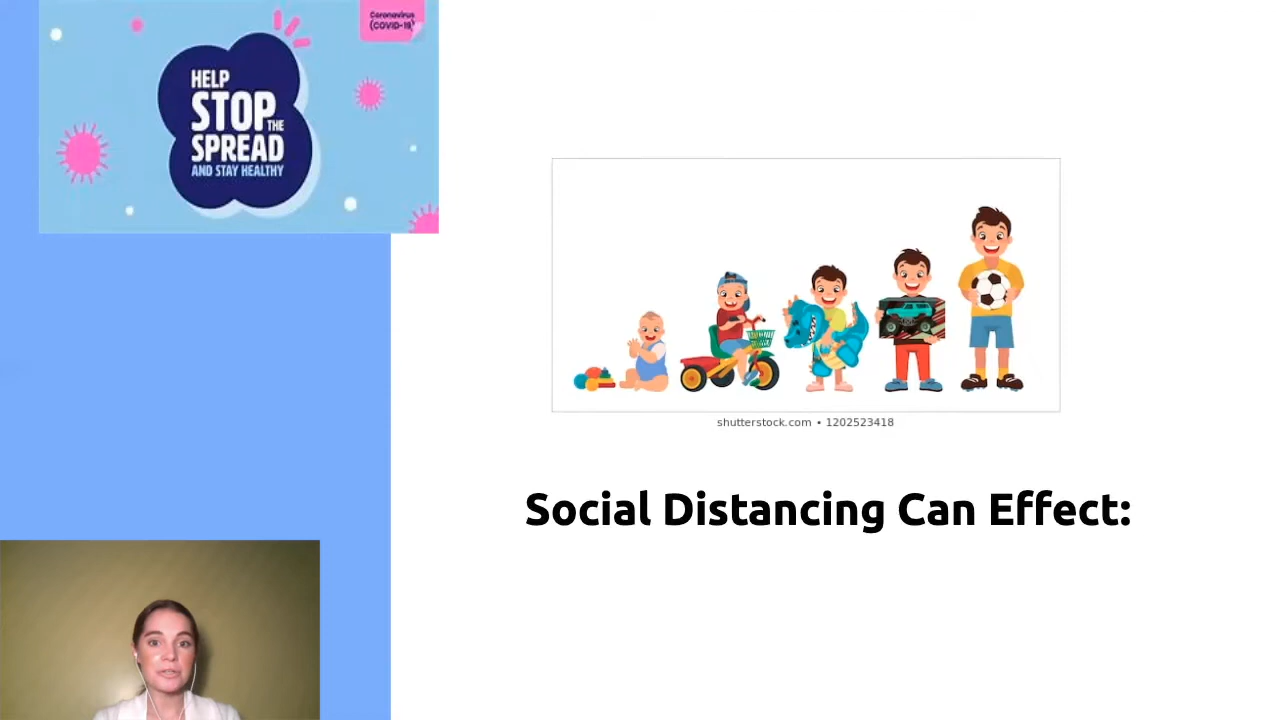 Coronavirus
(COVID-19)
HELP
STOP THE
SPREAD
AND STAY HEALTHY
shutterstock.com • 1202523418
Social Distancing Can Effect: